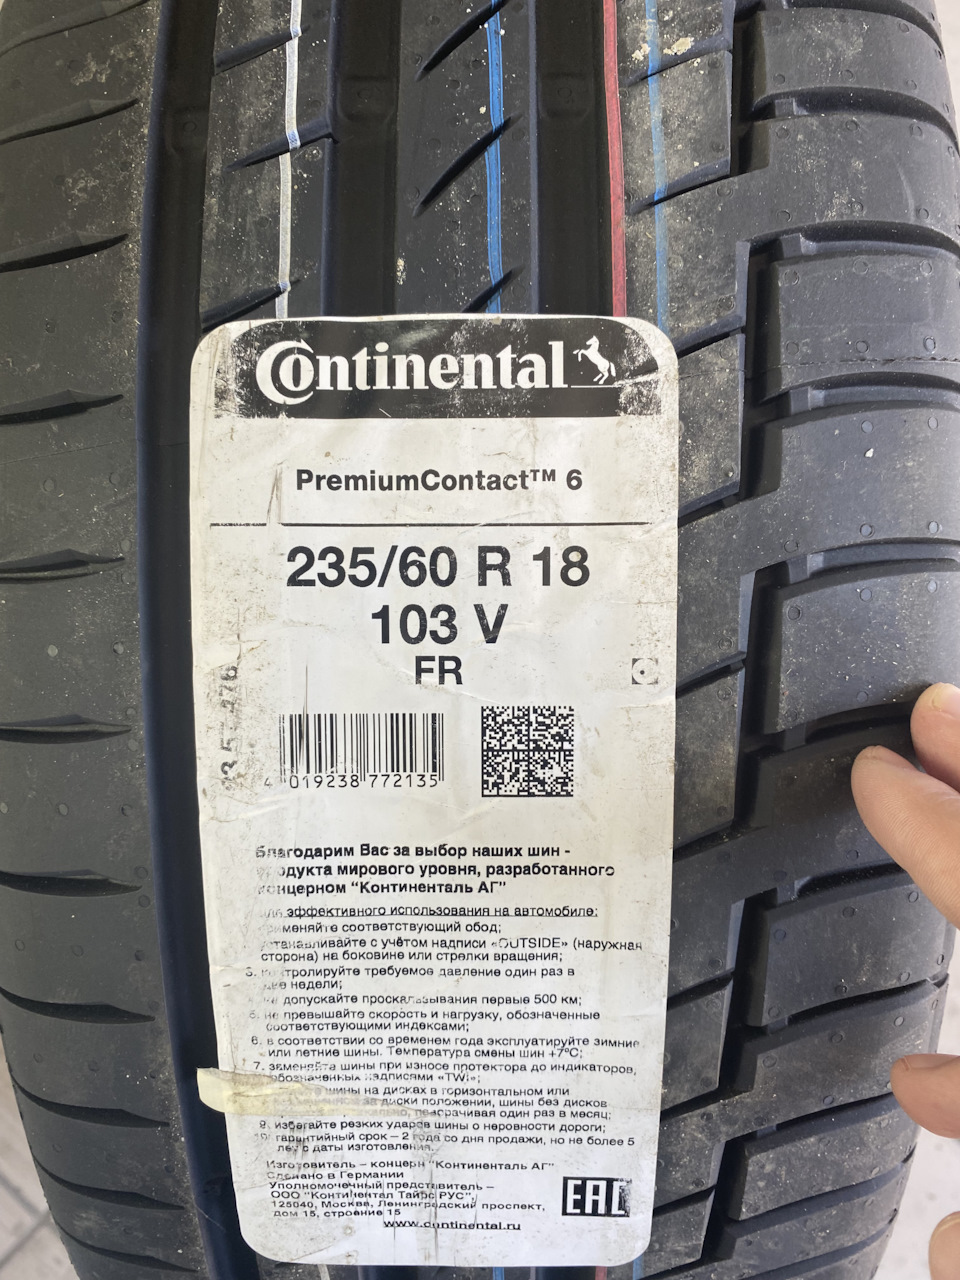 Continental
PremiumContact™ 6
235/60 R 18
103 V
FR
4 019238 772135
Благодарим Вас за выбор наших шин -
продукта мирового уровня, разработанного
концерном "Континенталь АГ"
эффективного использования на автомобиле:
применяйте соответствующий обод;
устанавливайте с учётом надписи «OUTSIDE» (наружная
сторона) на боковине или стрелки вращения;
3. контролируйте требуемое давление один раз в
две недели;
не допускайте проскальзывания первые 500 км;
5. не превышайте скорость и нагрузку, обозначенные
соответствующими индексами;
6. в соответствии со временем года эксплуатируйте зимние
или летние шины. Температура смены шин +7°C;
7. заменяйте шины при износе протектора до индикаторов,
обозначенных надписями «TWI»;
шины на дисках в горизонтальном или
за диски положении, шины без дисков
поворачивая один раз в месяц;
9. избегайте резких ударов шины о неровности дороги;
10. гарантийный срок – 2 года со дня продажи, но не более 5
лет с даты изготовления.
Изготовитель – концерн "Континенталь АГ"
Сделано в Германии
Уполномоченный представитель –
ООО "Континентал Тайрс РУС",
125040, Москва, Ленинградский проспект,
дом 15, строение 15
www.continental.ru
EAC